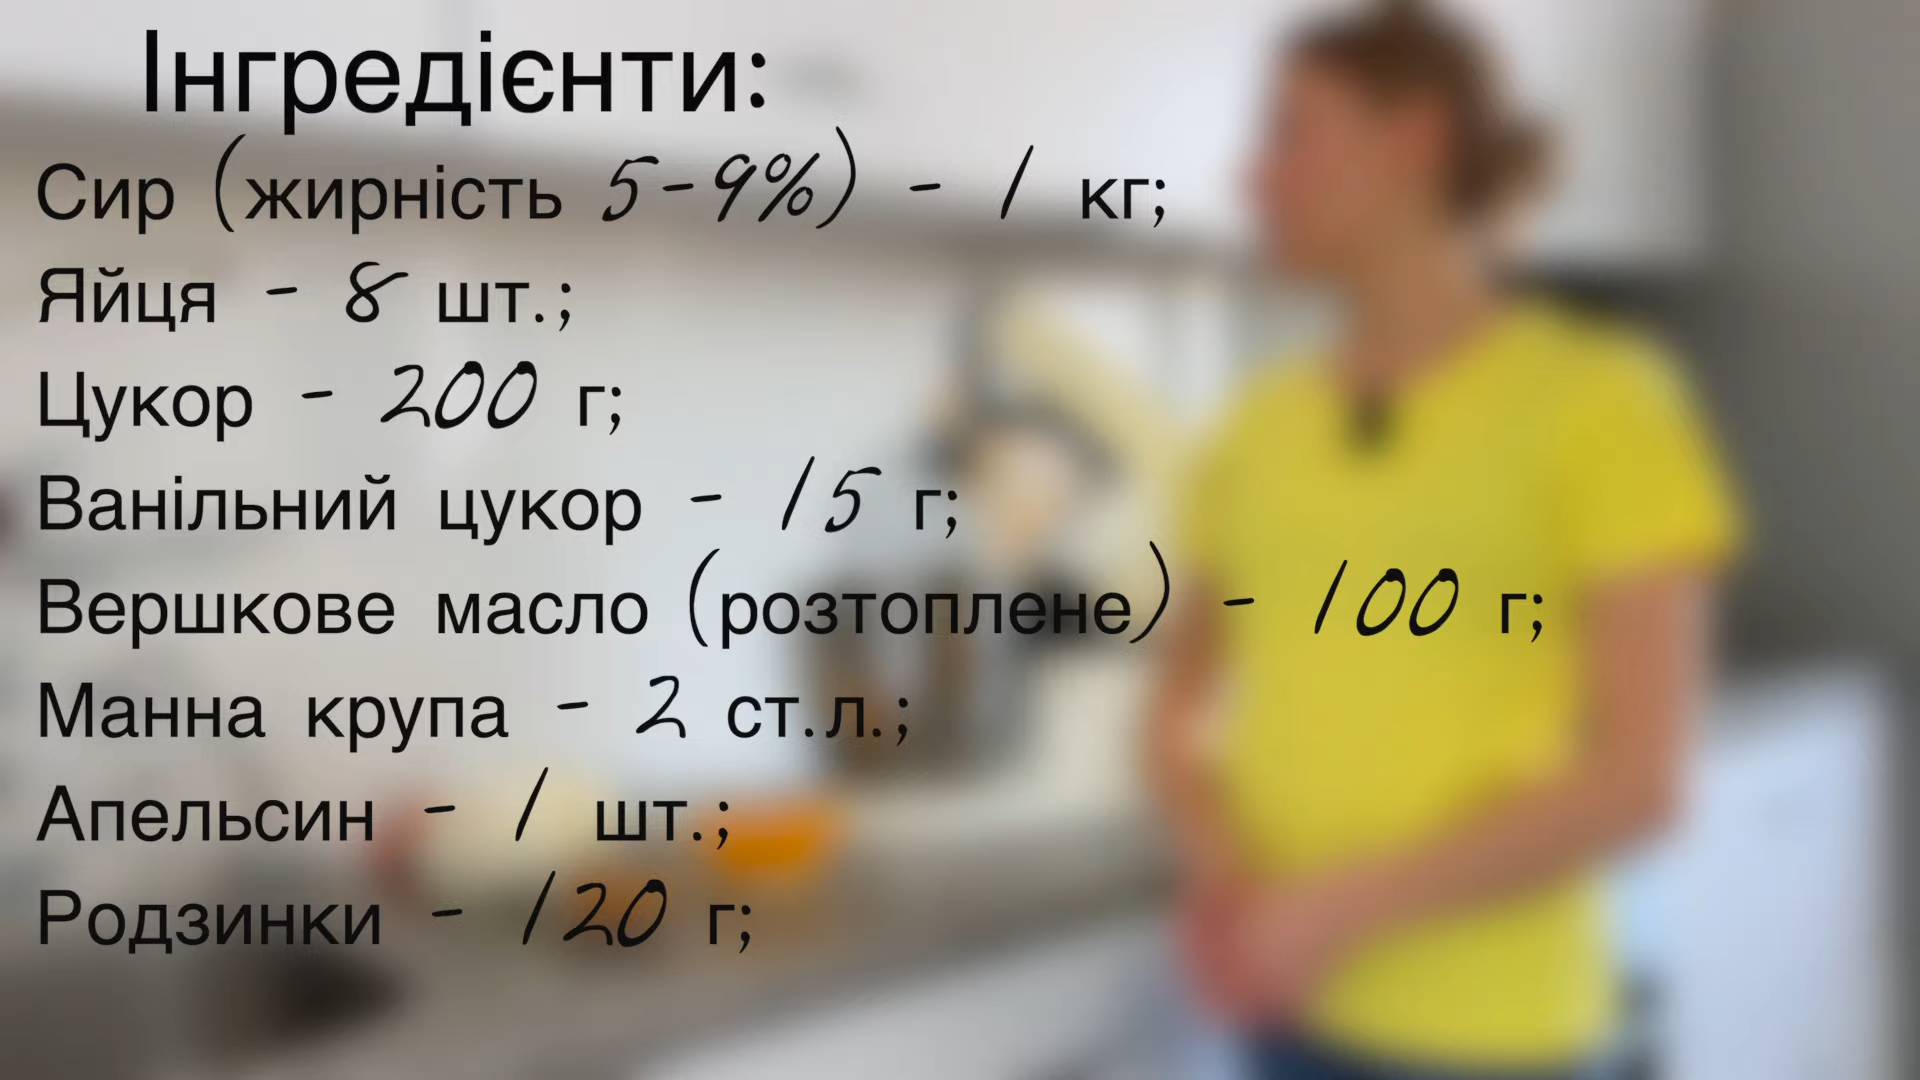 Інгредієнти:
Сир (жирність 5-9%) - 1 кг;
Яйця - 8 шт.;
Цукор - 200 г;
Ванільний цукор - 15 г;
Вершкове масло (розтоплене) - 100 г;
Манна крупа - 2 ст.л.;
Апельсин - 1 шт.;
Родзинки - 120 г;